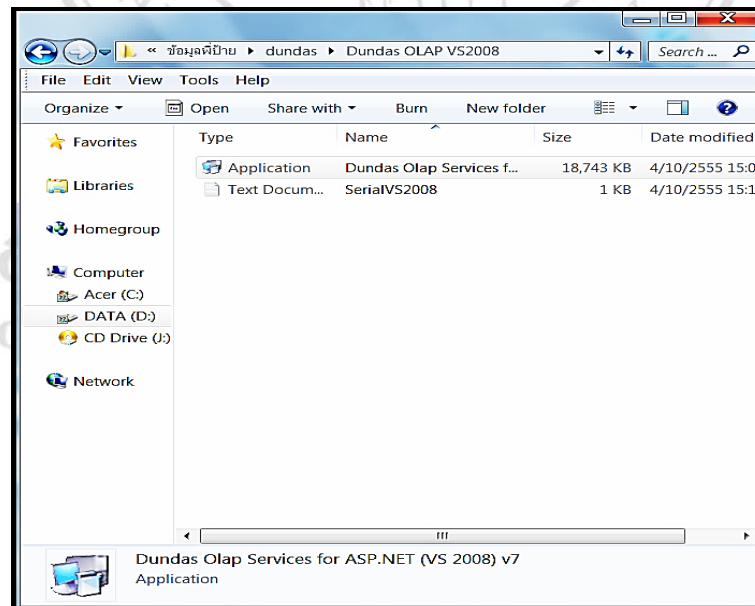 « ข้อมูลพี่ป้าย ▸ dundas ▸ Dundas OLAP VS2008 Search ...
File Edit View Tools Help
Organize Open Share with Burn New folder
Favorites
Libraries
Homegroup
Computer
Acer (C:)
DATA (D:)
CD Drive (J:)
Network
Type Name Size Date modified
Application Dundas Olap Services f... 18,743 KB 4/10/2555 15:0
Text Docum... SerialVS2008 1 KB 4/10/2555 15:1
Dundas Olap Services for ASP.NET (VS 2008) v7
Application